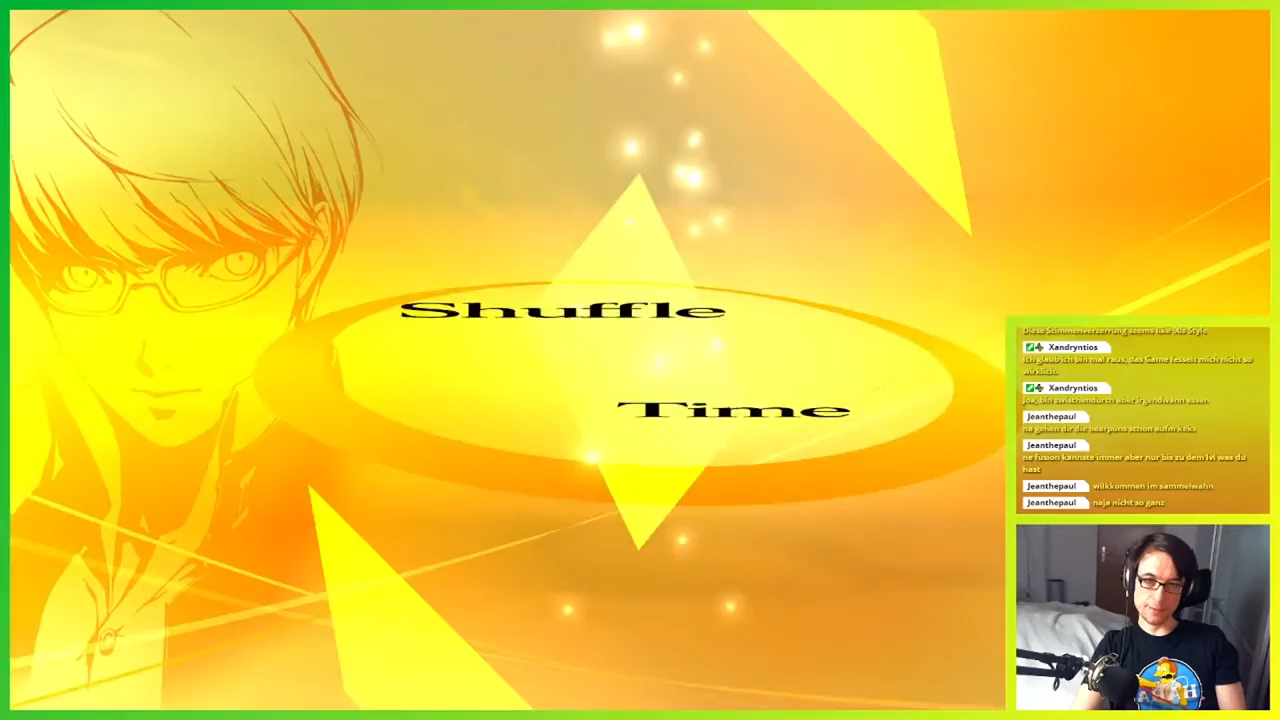 Shuffle
Time
Diese Stimmenverzerrung seems like 90s Style
Xandryntios
Ich glaub ich bin mal raus, das Game fesselt mich nicht so
wirklich.
Xandryntios
Joa, bin zwischendurch aber irgendwann essen.
Jeanthepaul
na gehen dir die bearpuns schon aufm keks
Jeanthepaul
ne fusion kannste immer aber nur bis zu dem lvl was du
hast
Jeanthepaul wilkkommen im sammelwahn
Jeanthepaul naja nicht so ganz